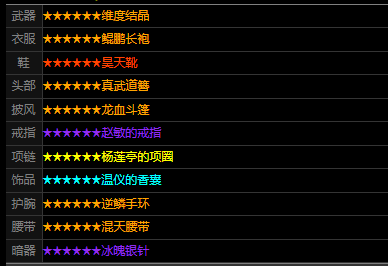 武器 ★★★★★★维度结晶
衣服 ★★★★★★鲲鹏长袍
鞋 ★★★★★★昊天靴
头部 ★★★★★★真武道簪
披风 ★★★★★★龙血斗篷
戒指 ★★★★★★赵敏的戒指
项链 ★★★★★★杨莲亭的项圈
饰品 ★★★★★★温仪的香囊
护腕 ★★★★★★逆鳞手环
腰带 ★★★★★★混天腰带
暗器 ★★★★★★冰魄银针